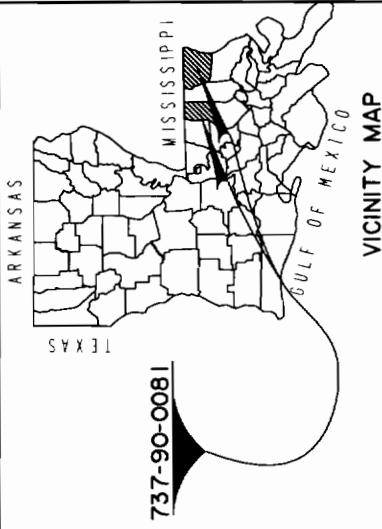 ARKANSAS
TEXAS
MISSISSIPPI
GULF OF MEXICO
737-90-0081
VICINITY MAP